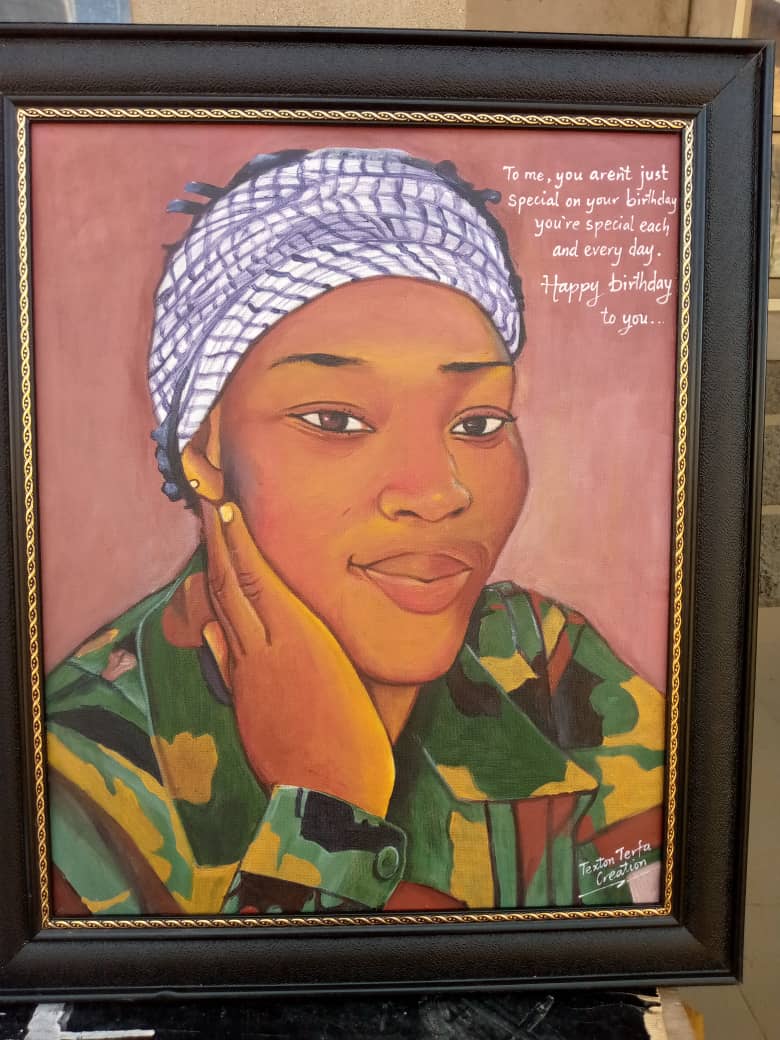 To me, you aren't just
special on your birthday
you're special each
and every day.
Happy birthday
to you...
Texton Terfa
Creation